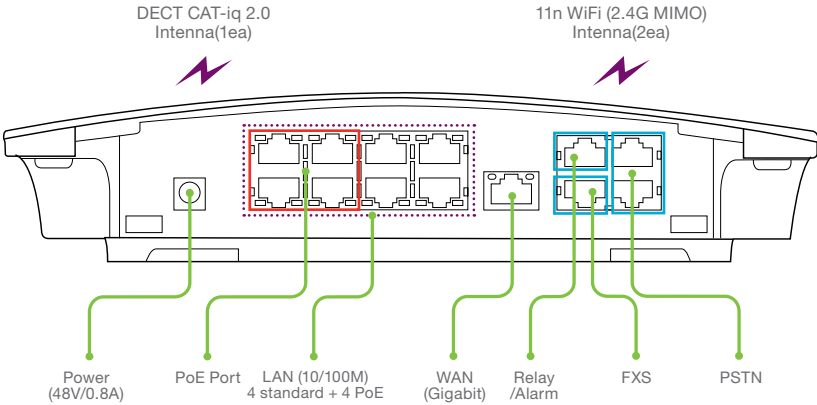 DECT CAT-iq 2.0
Intenna(1ea)
11n WiFi (2.4G MIMO)
Intenna(2ea)
Power
(48V/0.8A)
PoE Port
LAN (10/100M)
4 standard + 4 PoE
WAN
(Gigabit)
Relay
/Alarm
FXS
PSTN